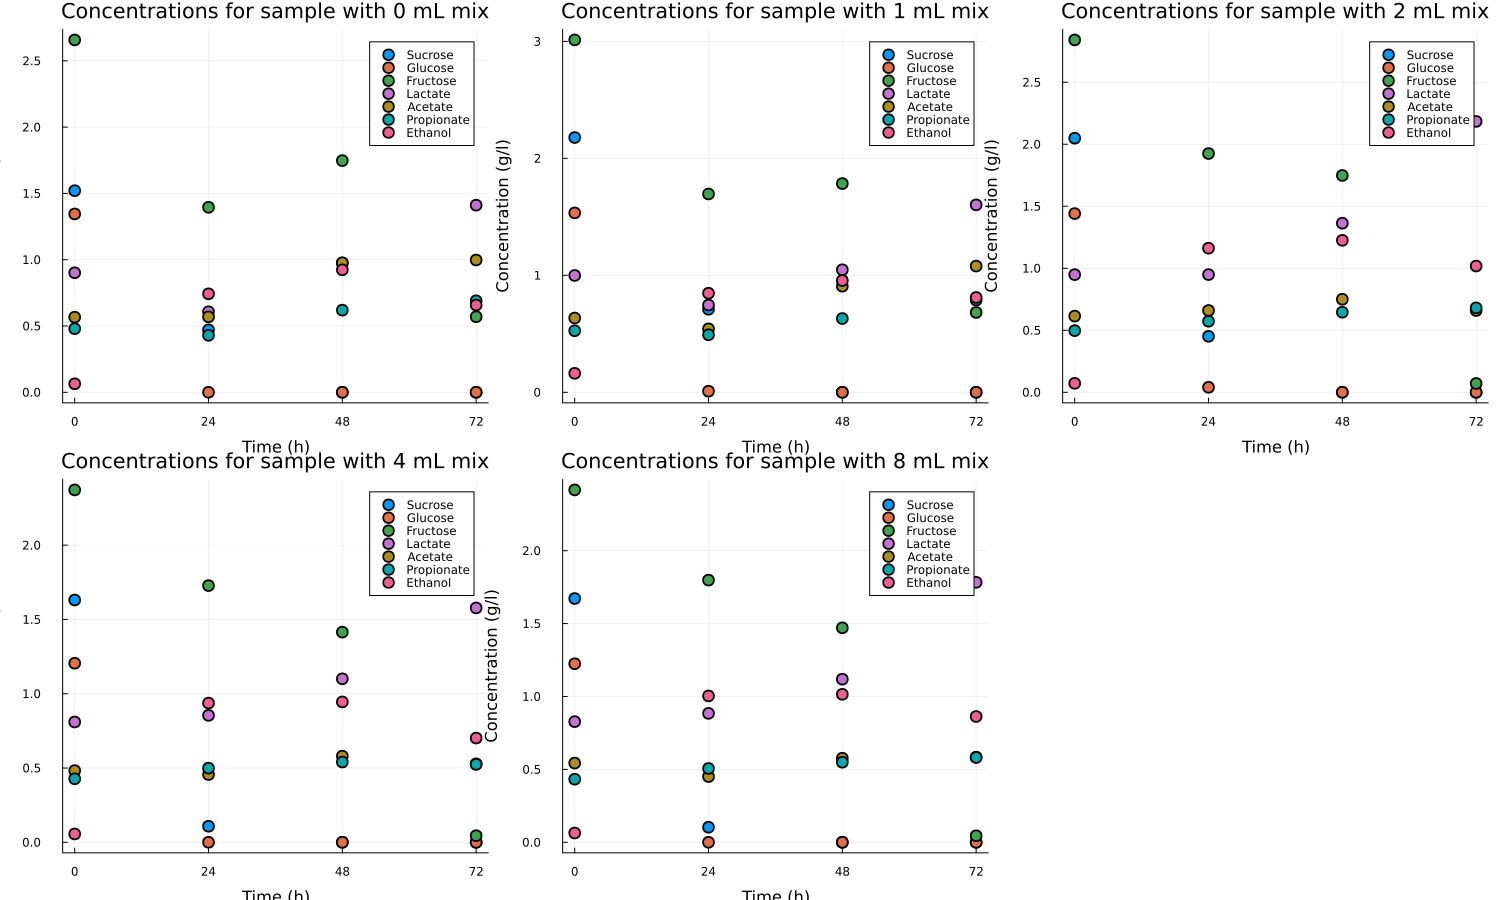 Concentrations for sample with 0 mL mix
2.5
2.0
1.5
1.0
0.5
0.0
Sucrose
Glucose
Fructose
Lactate
Acetate
Propionate
Ethanol
0
24
48
72
Time (h)
Concentrations for sample with 1 mL mix
Concentration (g/l)
3
2
1
0
Sucrose
Glucose
Fructose
Lactate
Acetate
Propionate
Ethanol
0
24
48
72
Time (h)
Concentrations for sample with 2 mL mix
Concentration (g/l)
2.5
2.0
1.5
1.0
0.5
0.0
Sucrose
Glucose
Fructose
Lactate
Acetate
Propionate
Ethanol
0
24
48
72
Time (h)
Concentrations for sample with 4 mL mix
2.0
1.5
1.0
0.5
0.0
Sucrose
Glucose
Fructose
Lactate
Acetate
Propionate
Ethanol
0
24
48
72
Time (h)
Concentrations for sample with 8 mL mix
Concentration (g/l)
2.0
1.5
1.0
0.5
0.0
Sucrose
Glucose
Fructose
Lactate
Acetate
Propionate
Ethanol
0
24
48
72
Time (h)